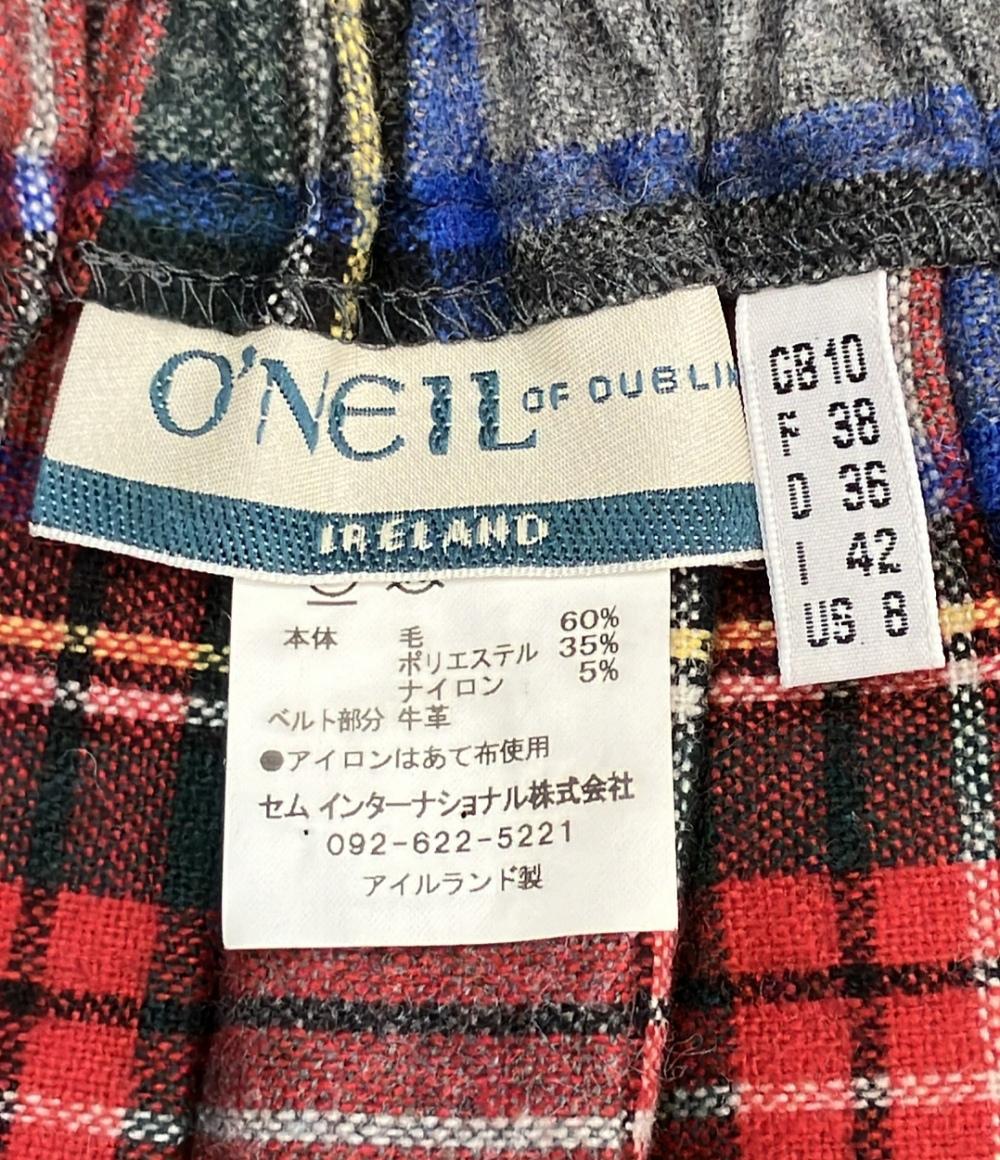 O'NEIL OF DUBLIN
IRELAND
GB 10
F 38
D 36
I 42
US 8
本体 毛 60%
ポリエステル 35%
ナイロン 5%
ベルト部分 牛革
●アイロンはあて布使用
セム インターナショナル株式会社
092-622-5221
アイルランド製